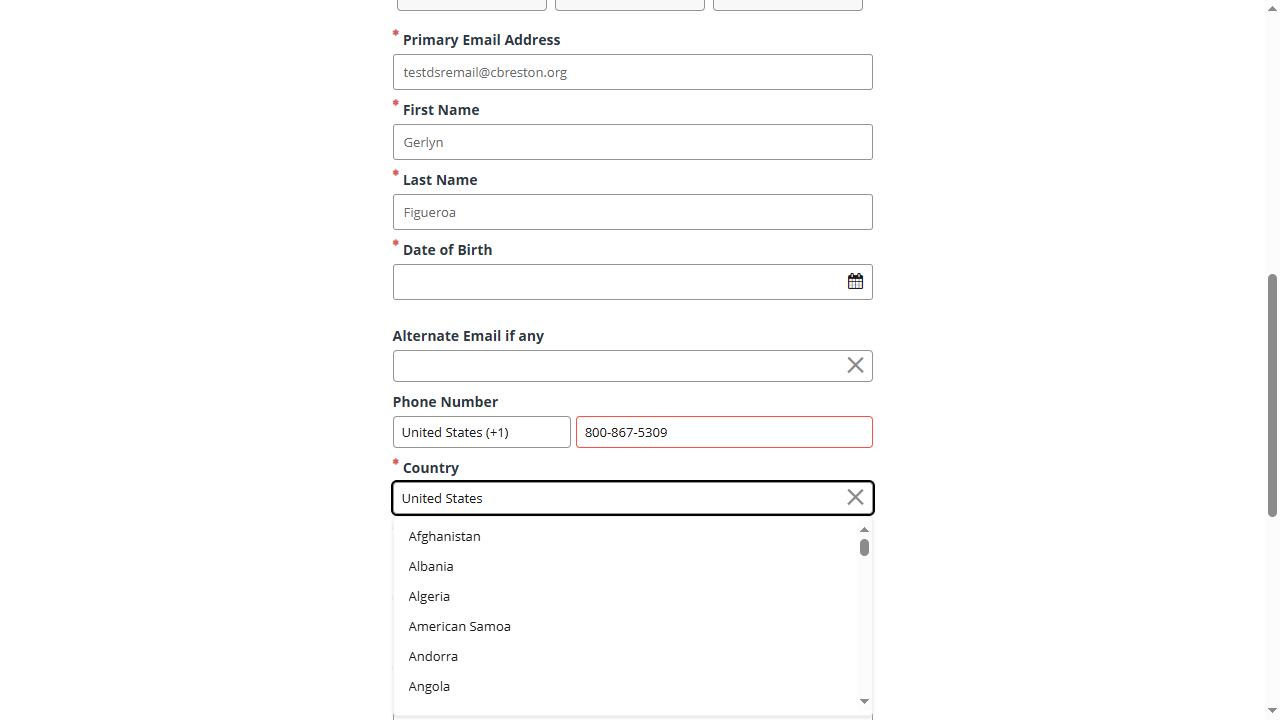 * Primary Email Address
testdsremail@cbreston.org
* First Name
Gerlyn
* Last Name
Figueroa
* Date of Birth
Alternate Email if any
Phone Number
United States (+1) 800-867-5309
* Country
United States
Afghanistan
Albania
Algeria
American Samoa
Andorra
Angola